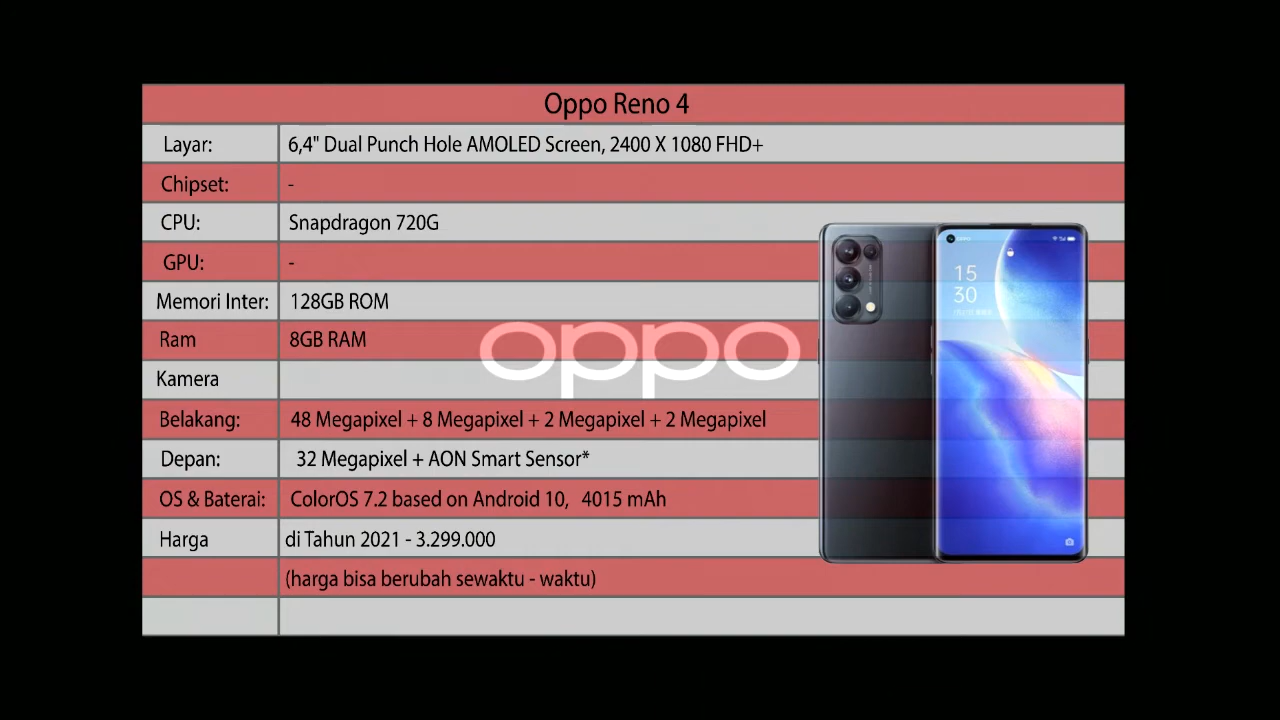 Oppo Reno 4
Layar: 6,4" Dual Punch Hole AMOLED Screen, 2400 X 1080 FHD+
Chipset: -
CPU: Snapdragon 720G
GPU: -
Memori Inter: 128GB ROM
Ram 8GB RAM
oppo
Kamera
Belakang: 48 Megapixel + 8 Megapixel + 2 Megapixel + 2 Megapixel
Depan: 32 Megapixel + AON Smart Sensor*
OS & Baterai: ColorOS 7.2 based on Android 10, 4015 mAh
Harga di Tahun 2021 - 3.299.000
(harga bisa berubah sewaktu - waktu)
15
30